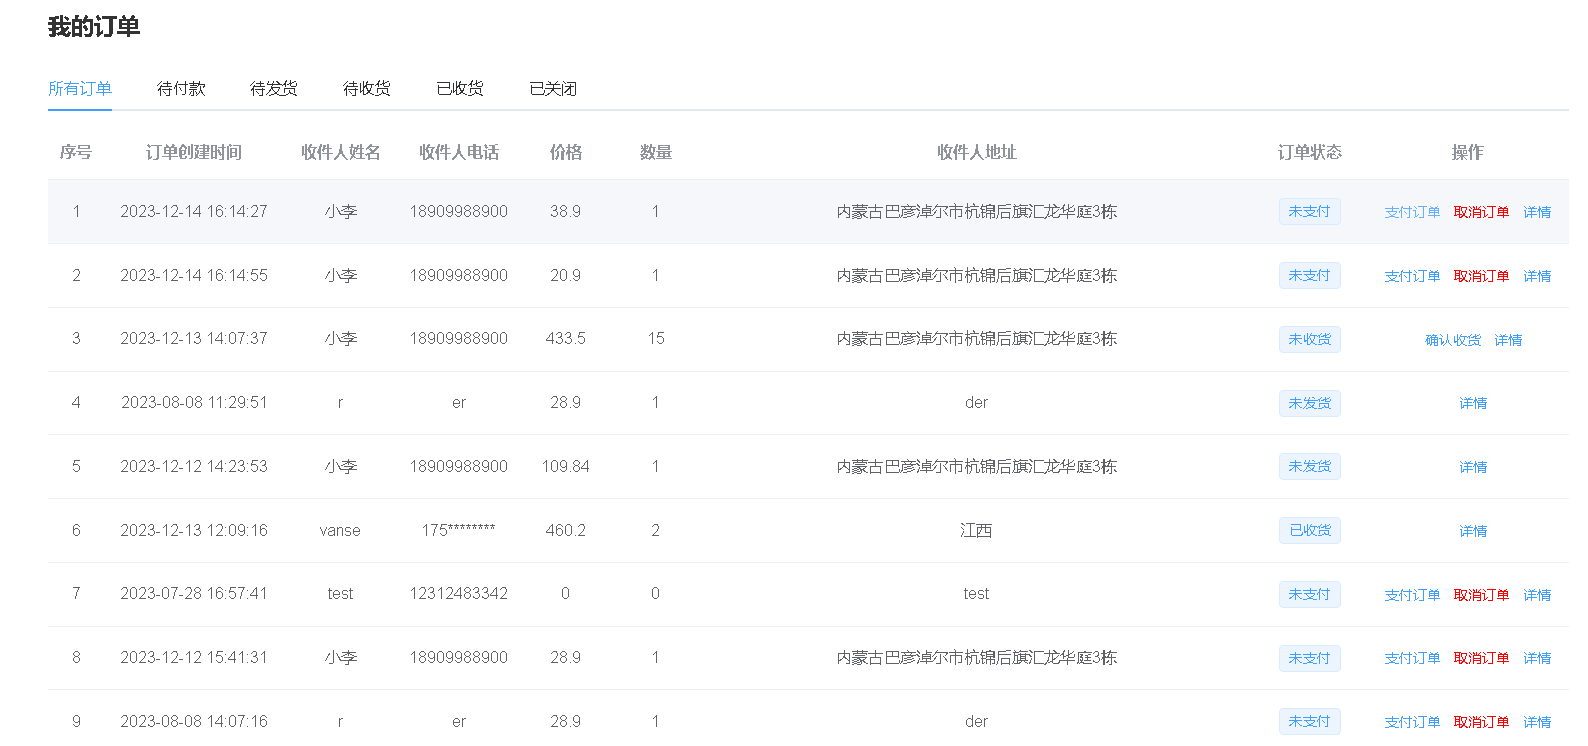 我的订单
所有订单 待付款 待发货 待收货 已收货 已关闭
序号 订单创建时间 收件人姓名 收件人电话 价格 数量 收件人地址 订单状态 操作
1 2023-12-14 16:14:27 小李 18909988900 38.9 1 内蒙古巴彦淖尔市杭锦后旗汇龙华庭3栋 未支付 支付订单 取消订单 详情
2 2023-12-14 16:14:55 小李 18909988900 20.9 1 内蒙古巴彦淖尔市杭锦后旗汇龙华庭3栋 未支付 支付订单 取消订单 详情
3 2023-12-13 14:07:37 小李 18909988900 433.5 15 内蒙古巴彦淖尔市杭锦后旗汇龙华庭3栋 未收货 确认收货 详情
4 2023-08-08 11:29:51 r er 28.9 1 der 未发货 详情
5 2023-12-12 14:23:53 小李 18909988900 109.84 1 内蒙古巴彦淖尔市杭锦后旗汇龙华庭3栋 未发货 详情
6 2023-12-13 12:09:16 vanse 175******** 460.2 2 江西 已收货 详情
7 2023-07-28 16:57:41 test 12312483342 0 0 test 未支付 支付订单 取消订单 详情
8 2023-12-12 15:41:31 小李 18909988900 28.9 1 内蒙古巴彦淖尔市杭锦后旗汇龙华庭3栋 未支付 支付订单 取消订单 详情
9 2023-08-08 14:07:16 r er 28.9 1 der 未支付 支付订单 取消订单 详情